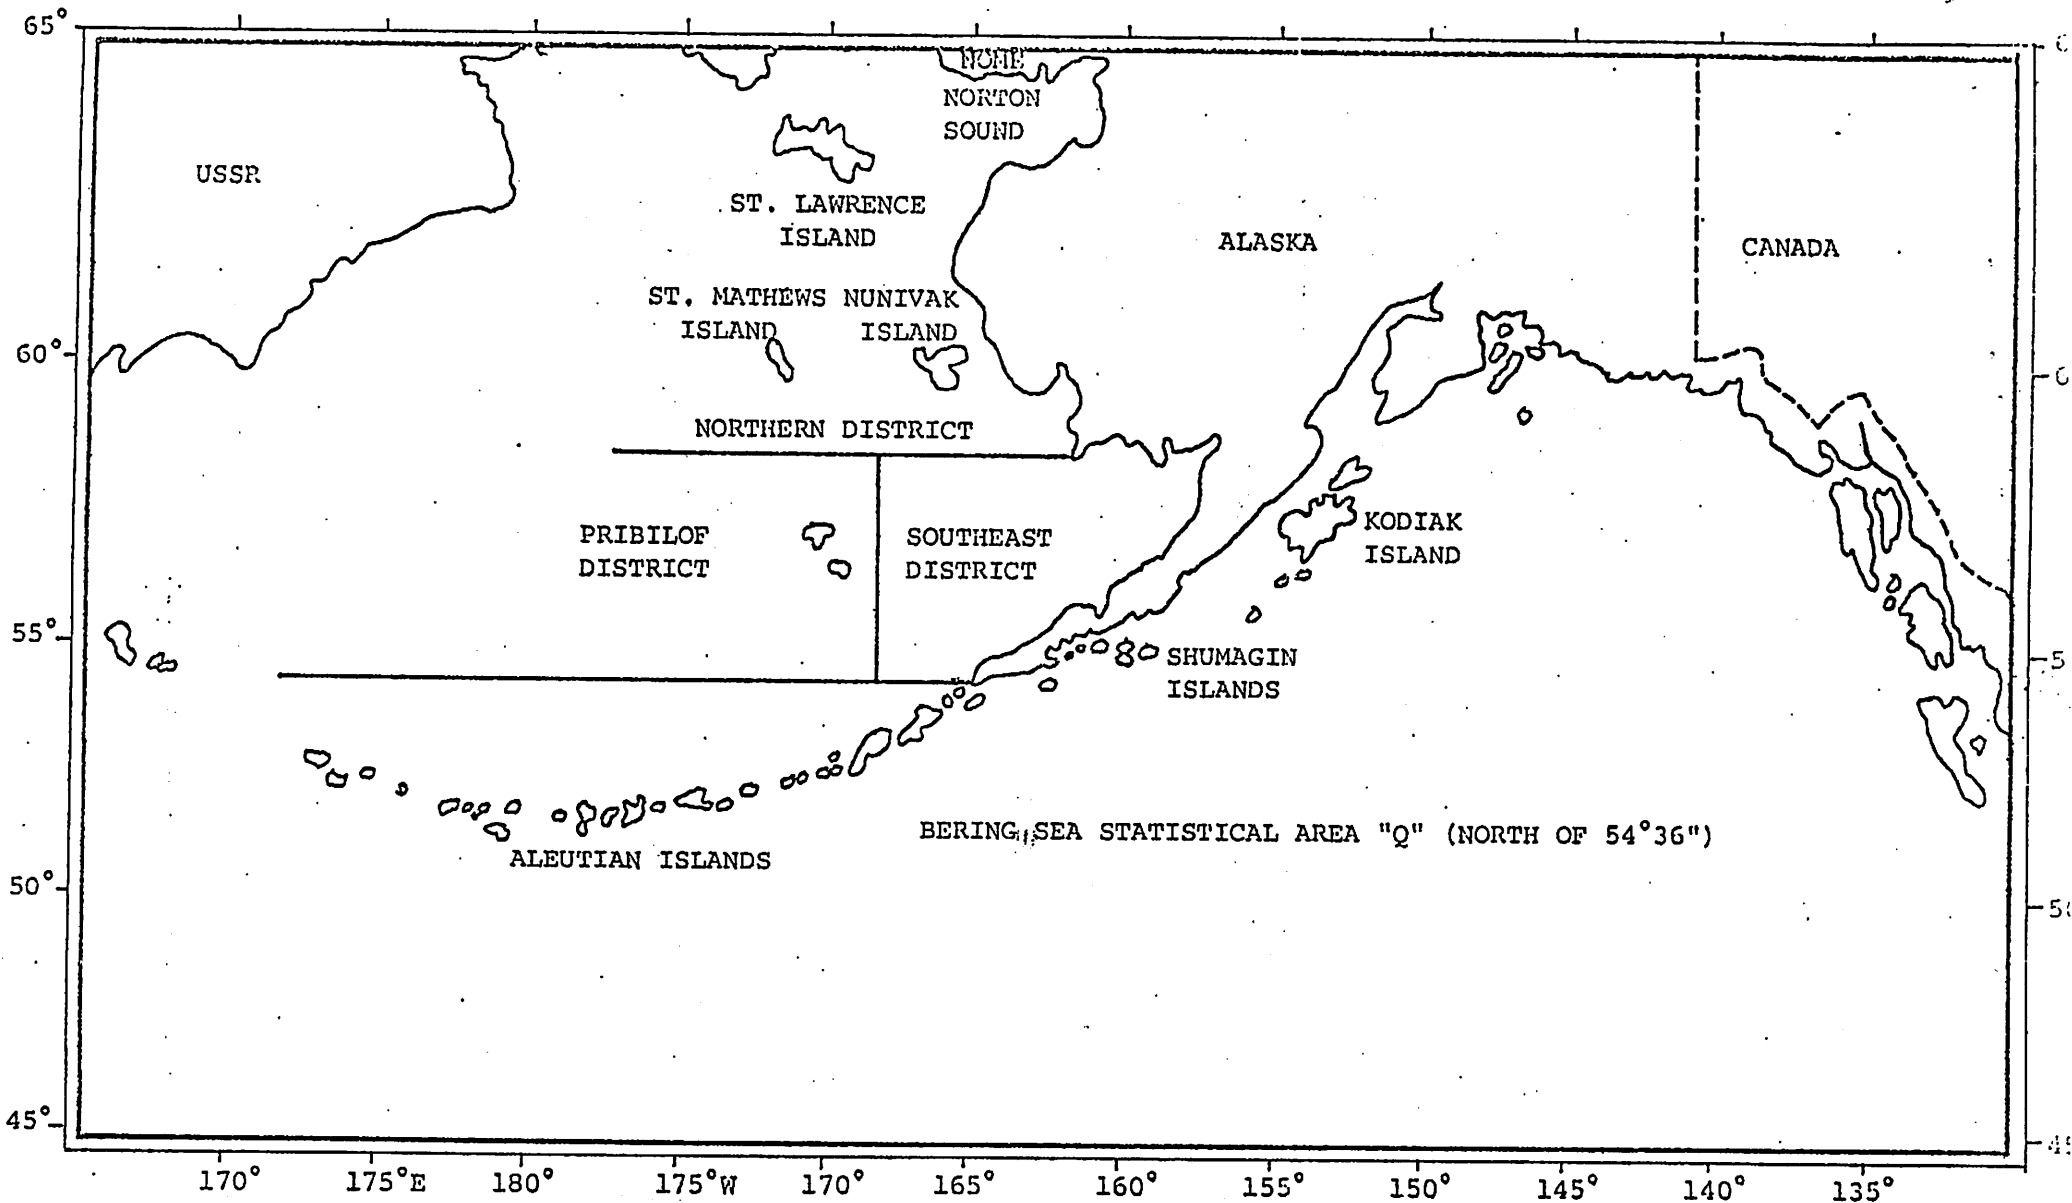 65°
NOME
NORTON
SOUND
USSR
ST. LAWRENCE
ISLAND
ALASKA
CANADA
ST. MATHEWS NUNIVAK
ISLAND ISLAND
60°
NORTHERN DISTRICT
PRIBILOF
DISTRICT
SOUTHEAST
DISTRICT
KODIAK
ISLAND
55°
SHUMAGIN
ISLANDS
BERING SEA STATISTICAL AREA "Q" (NORTH OF 54°36")
ALEUTIAN ISLANDS
50°
45°
170° 175°E 180° 175°W 170° 165° 160° 155° 150° 145° 140° 135°